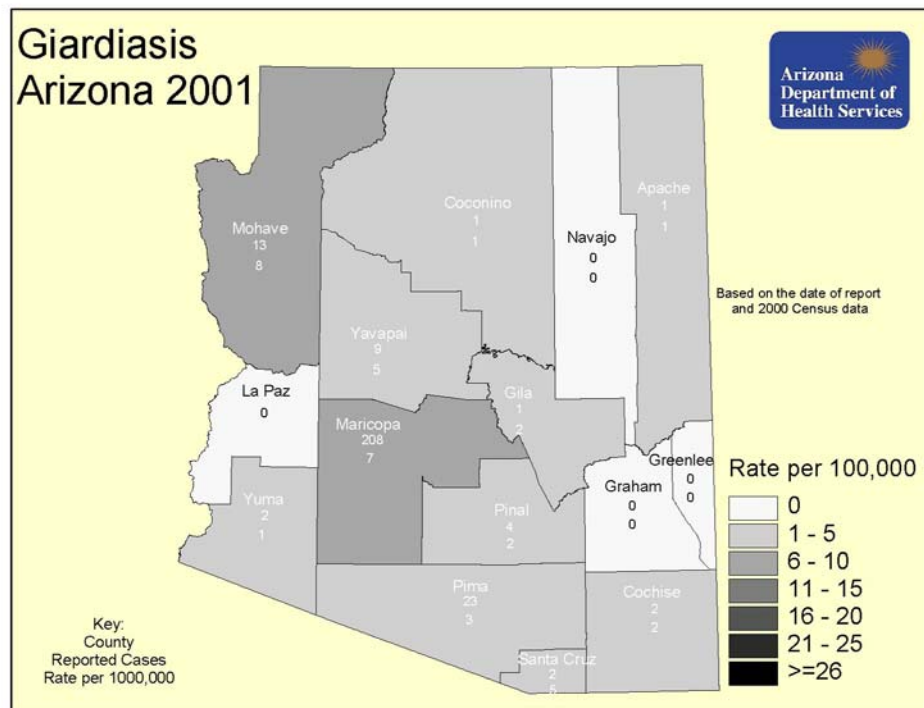 Giardiasis
Arizona 2001
Arizona
Department of
Health Services
Mohave
13
8
Coconino
1
1
Navajo
0
0
Apache
1
1
Based on the date of report
and 2000 Census data
Yavapai
9
5
La Paz
0
Gila
1
2
Maricopa
208
7
Yuma
2
1
Pinal
4
2
Graham
0
0
Greenlee
0
0
Pima
23
3
Cochise
2
2
Santa Cruz
2
5
Rate per 100,000
0
1 - 5
6 - 10
11 - 15
16 - 20
21 - 25
>=26
Key:
County
Reported Cases
Rate per 1000,000